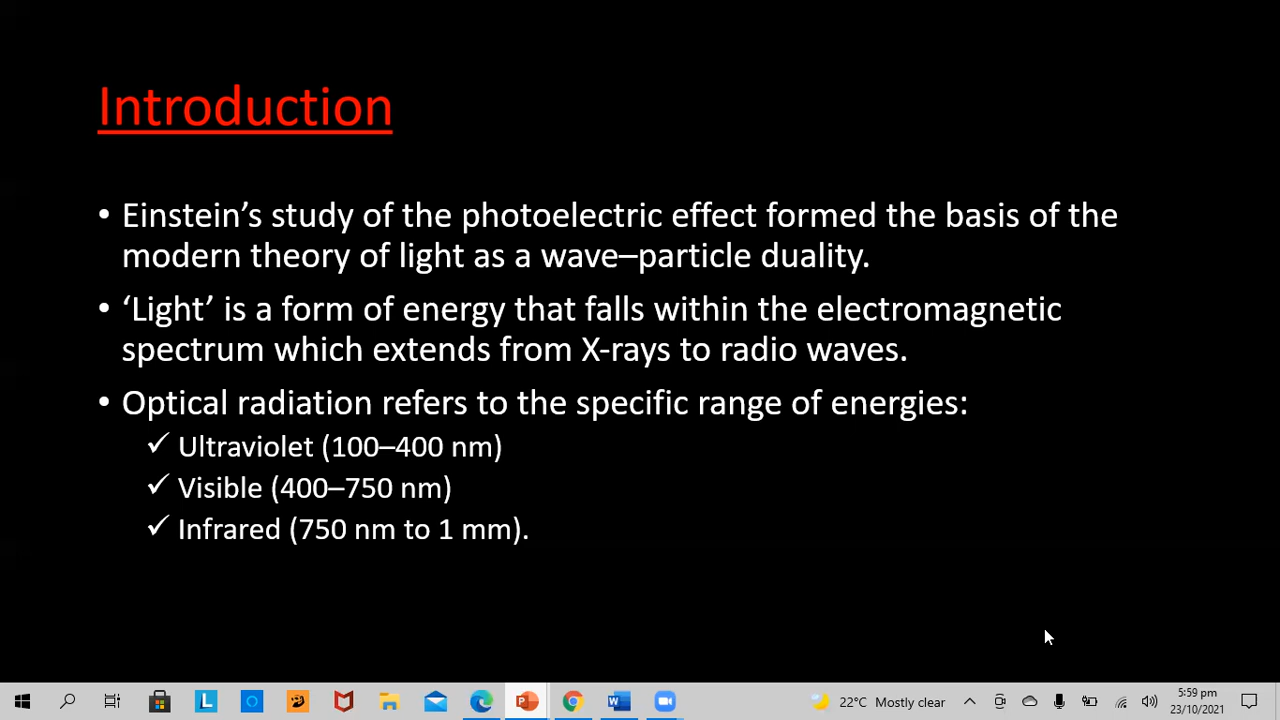 Introduction
• Einstein’s study of the photoelectric effect formed the basis of the
modern theory of light as a wave–particle duality.
• ‘Light’ is a form of energy that falls within the electromagnetic
spectrum which extends from X-rays to radio waves.
• Optical radiation refers to the specific range of energies:
✓ Ultraviolet (100–400 nm)
✓ Visible (400–750 nm)
✓ Infrared (750 nm to 1 mm).
L
P
W
22°C Mostly clear
5:59 pm
23/10/2021